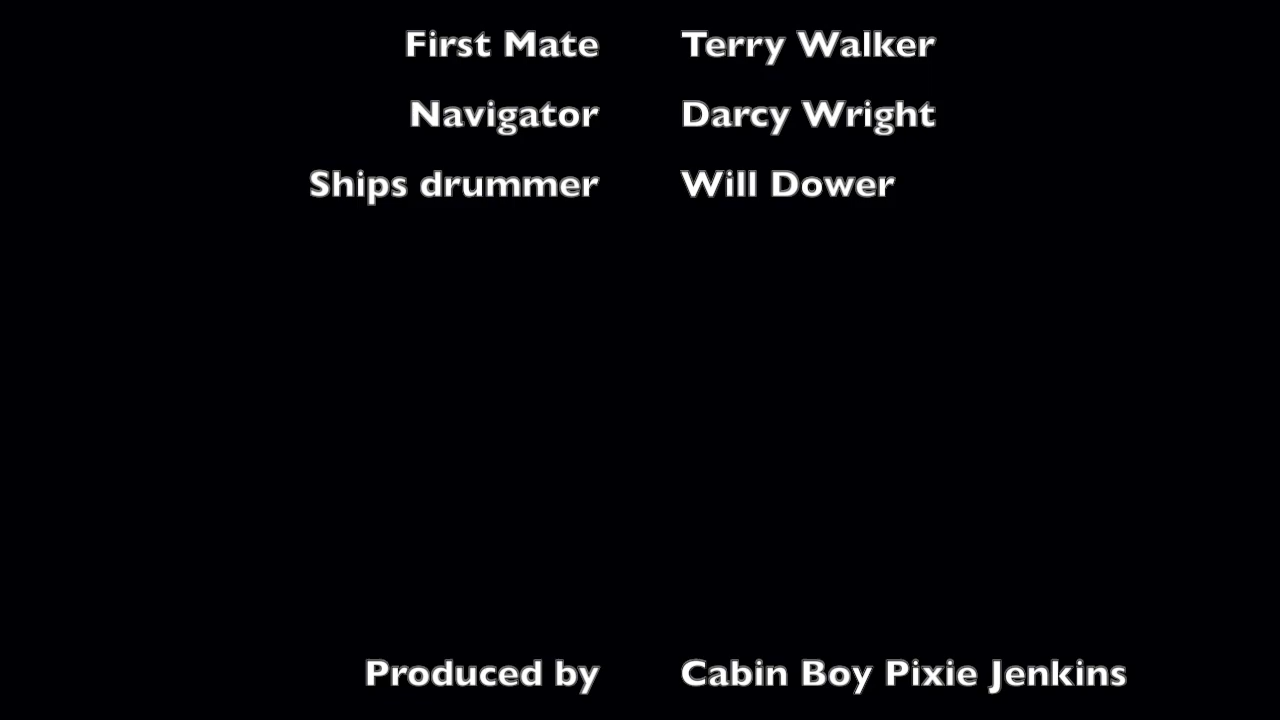 First Mate Terry Walker
Navigator Darcy Wright
Ships drummer Will Dower
Produced by Cabin Boy Pixie Jenkins